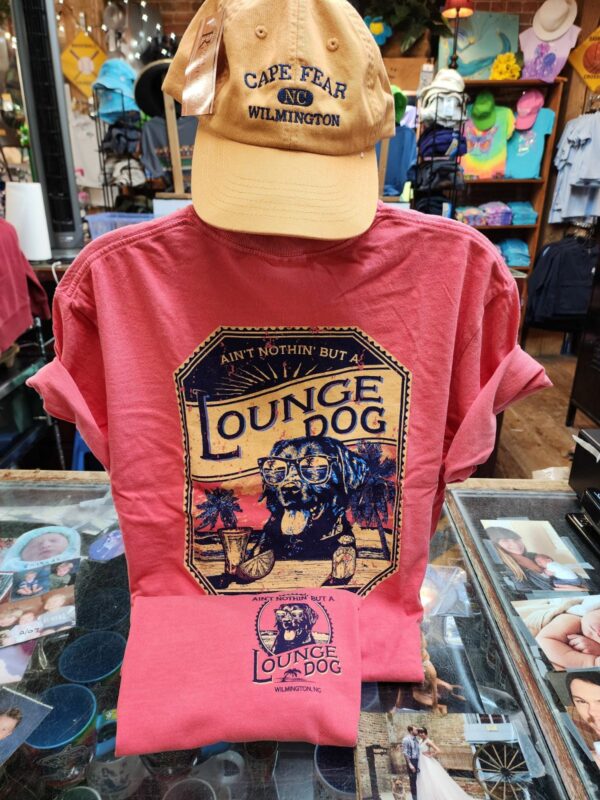 CAPE FEAR
NC
WILMINGTON
AIN'T NOTHIN' BUT A
LOUNGE
DOG
AIN'T NOTHIN' BUT A
LOUNGE
DOG
WILMINGTON, NC